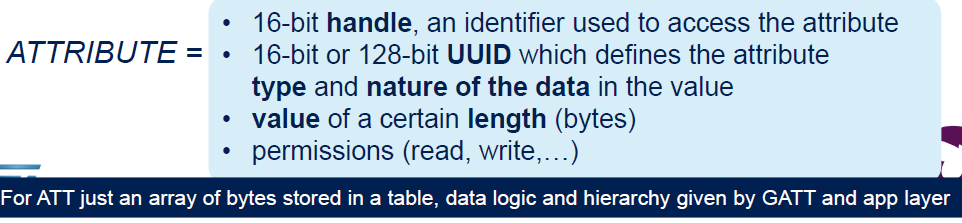 ATTRIBUTE =
• 16-bit handle, an identifier used to access the attribute
• 16-bit or 128-bit UUID which defines the attribute
type and nature of the data in the value
• value of a certain length (bytes)
• permissions (read, write,…)
For ATT just an array of bytes stored in a table, data logic and hierarchy given by GATT and app layer